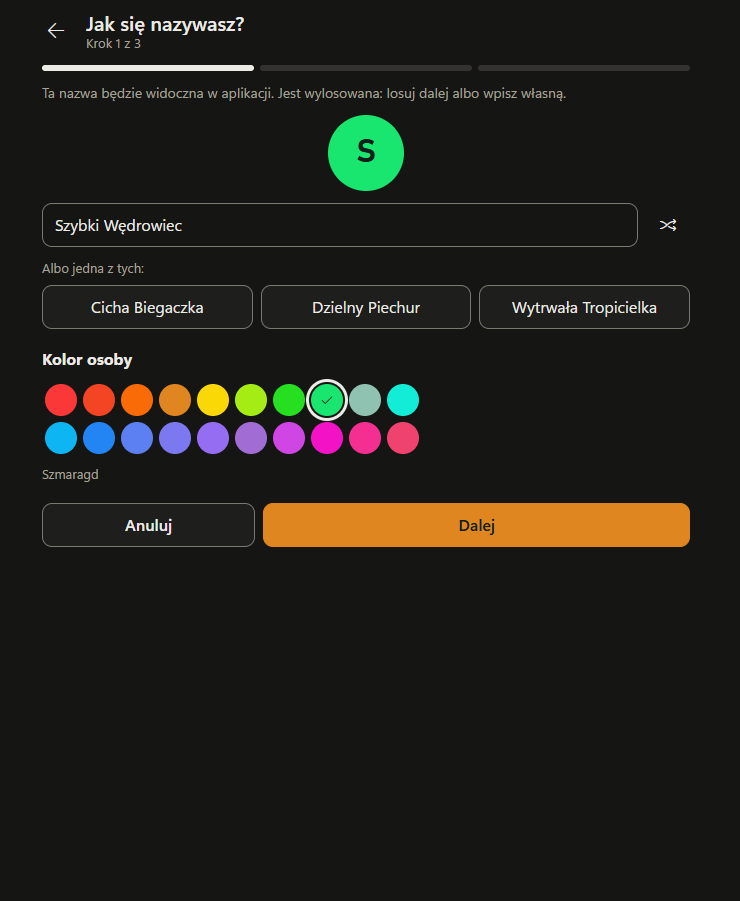 Jak się nazywasz?
Krok 1 z 3
Ta nazwa będzie widoczna w aplikacji. Jest wylosowana: losuj dalej albo wpisz własną.
S
Szybki Wędrowiec
Albo jedna z tych:
Cicha Biegaczka
Dzielny Piechur
Wytrwała Tropicielka
Kolor osoby
Szmaragd
Anuluj
Dalej